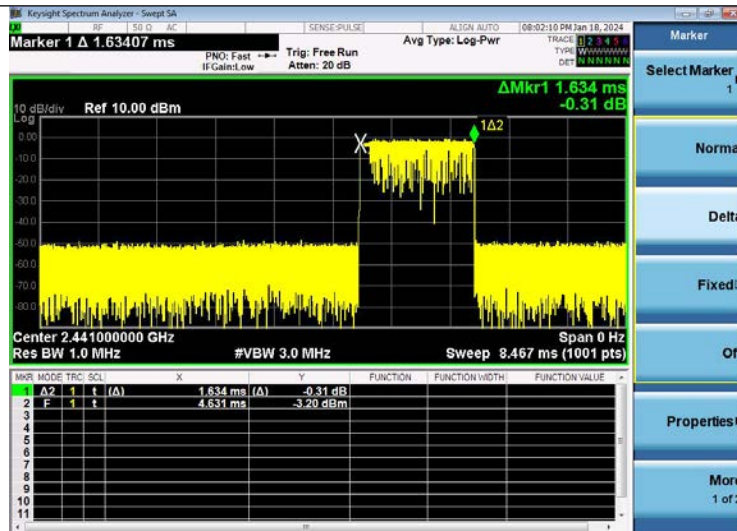 Keysight Spectrum Analyzer - Swept SA
RF 50 Ω AC SENSE:PULSE ALIGN AUTO 08:02:10 PM Jan 18, 2024
Marker 1 Δ 1.63407 ms
PNO: Fast Trig: Free Run Avg Type: Log-Pwr TRACE 1 2 3 4 5 6
IFGain:Low Atten: 20 dB TYPE W
DET N N N N N N
ΔMkr1 1.634 ms
-0.31 dB
10 dB/div Ref 10.00 dBm
Log
1Δ2
0.00
-10.0
-20.0
-30.0
-40.0
-50.0
-60.0
-70.0
-80.0
Center 2.441000000 GHz Span 0 Hz
Res BW 1.0 MHz #VBW 3.0 MHz Sweep 8.467 ms (1001 pts)
MKR MODE TRC SCL X Y FUNCTION FUNCTION WIDTH FUNCTION VALUE
1 Δ2 1 t (Δ) 1.634 ms (Δ) -0.31 dB
2 F 1 t 4.631 ms -3.20 dBm
3
4
5
6
7
8
9
10
11
Marker
Select Marker
1
Norma
Delta
Fixed
Of
Properties
More
1 of 2